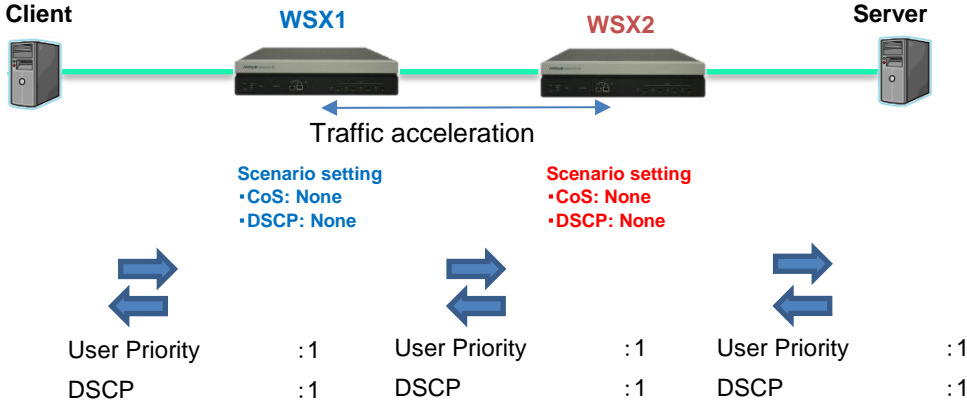 Client
WSX1
WSX2
Server
Traffic acceleration
Scenario setting
・CoS: None
・DSCP: None
Scenario setting
・CoS: None
・DSCP: None
User Priority :1
DSCP :1
User Priority :1
DSCP :1
User Priority :1
DSCP :1